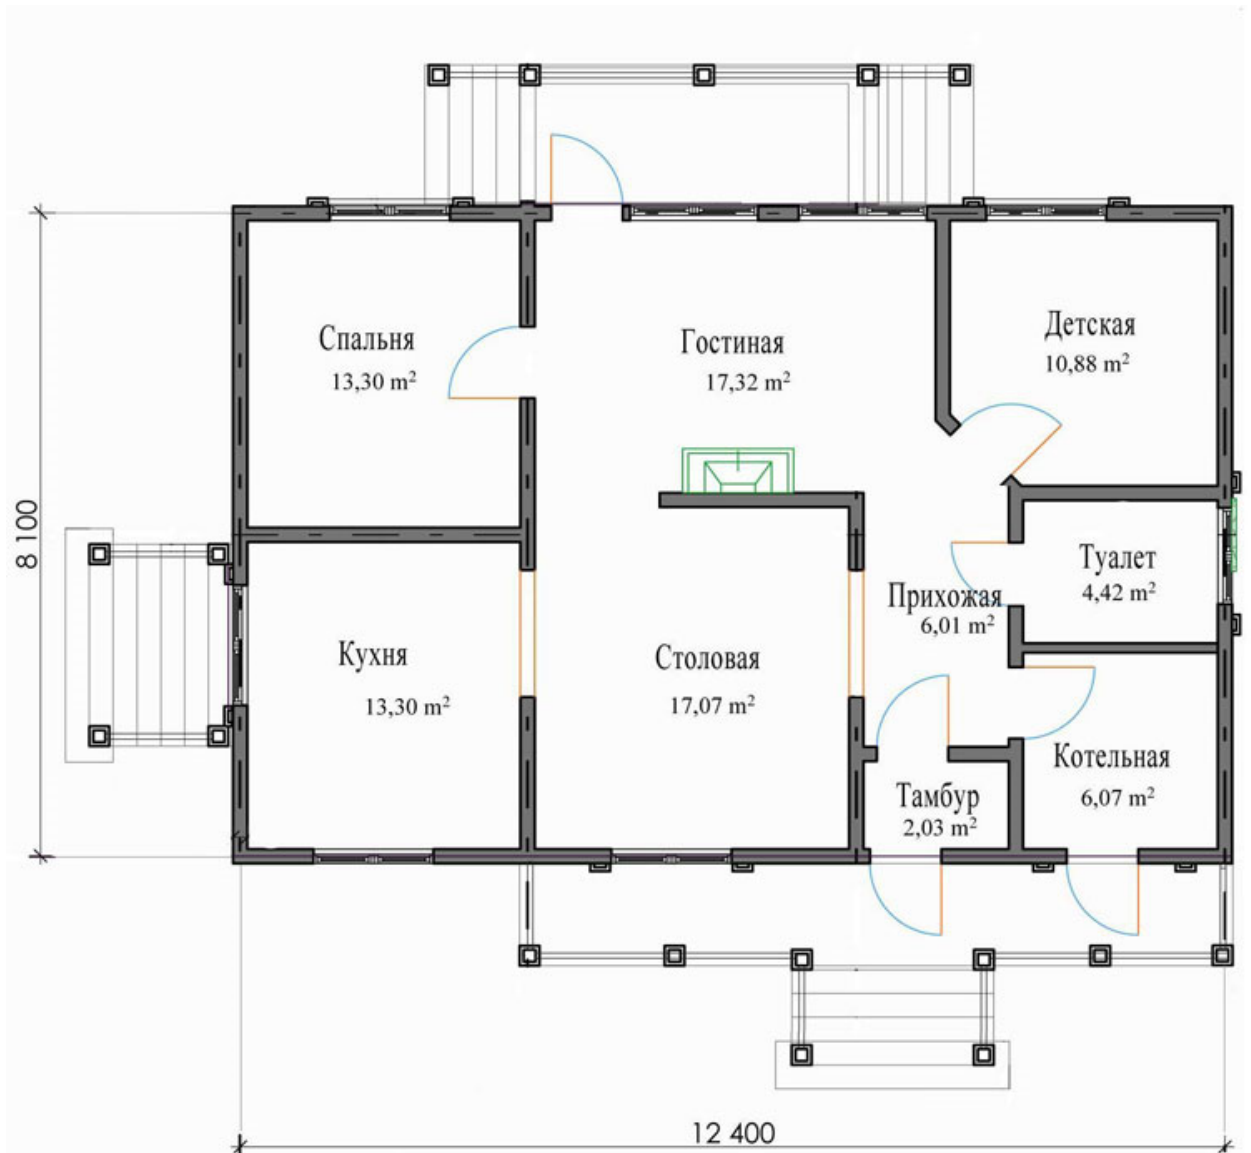 Спальня
13,30 m²
Гостиная
17,32 m²
Детская
10,88 m²
8 100
Туалет
4,42 m²
Прихожая
6,01 m²
Кухня
13,30 m²
Столовая
17,07 m²
Котельная
6,07 m²
Тамбур
2,03 m²
12 400